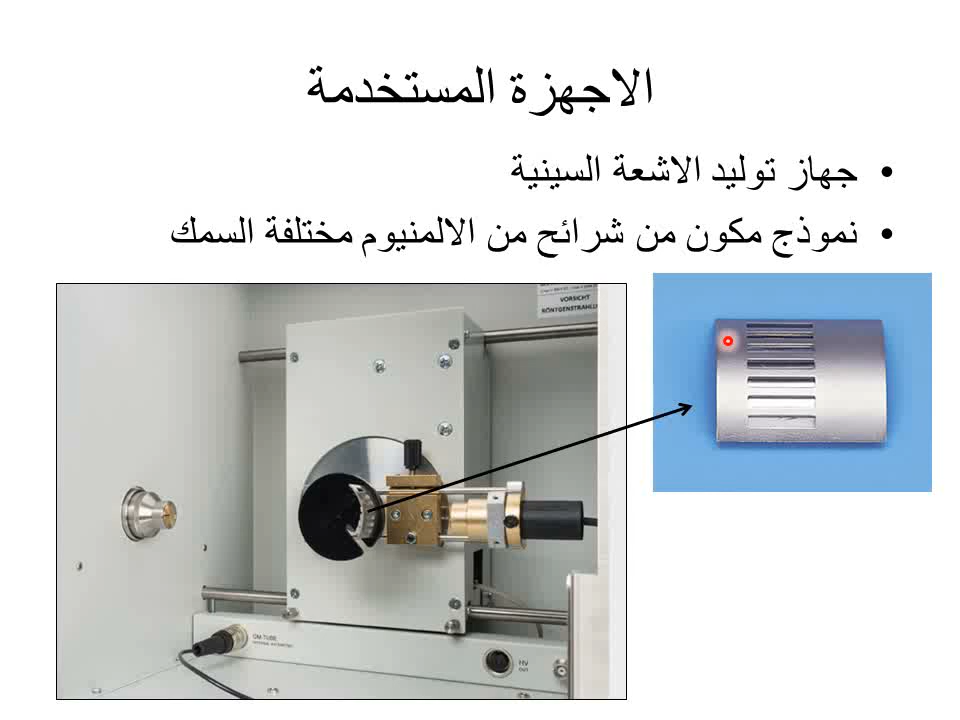 الاجهزة المستخدمة
• جهاز توليد الاشعة السينية
• نموذج مكون من شرائح من الالمنيوم مختلفة السمك
VORSICHT
GM-TUBE
HV
OUT